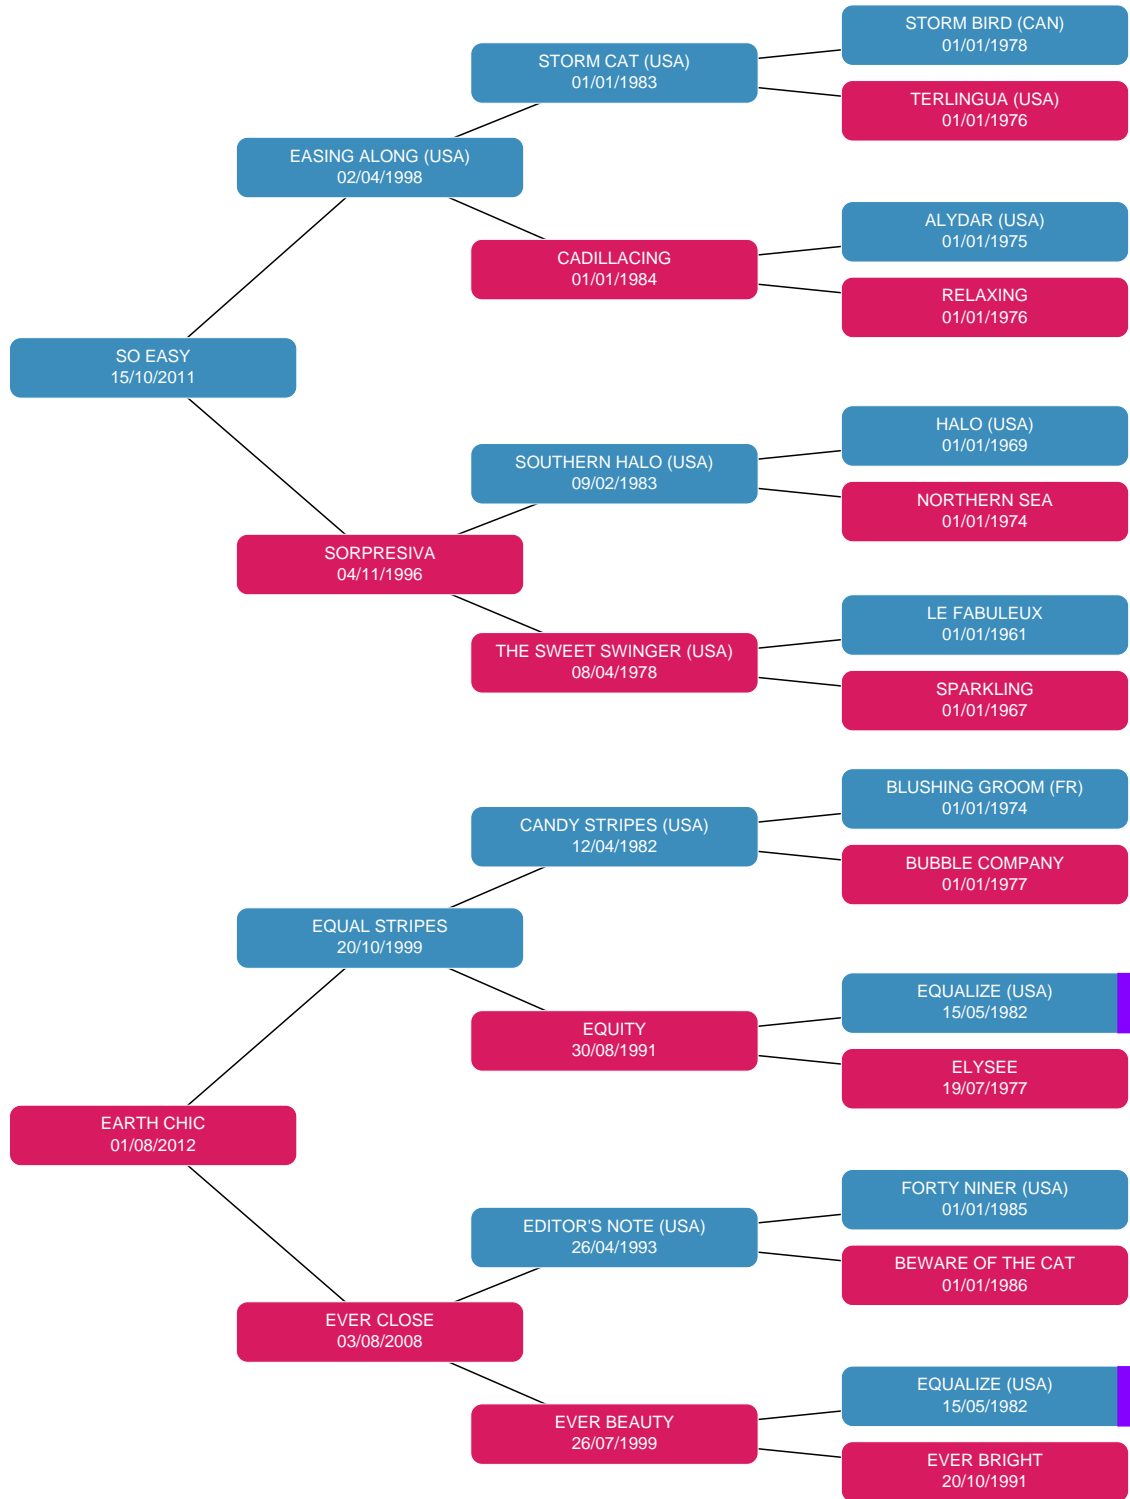 STORM BIRD (CAN)
01/01/1978
STORM CAT (USA)
01/01/1983
TERLINGUA (USA)
01/01/1976
EASING ALONG (USA)
02/04/1998
ALYDAR (USA)
01/01/1975
CADILLACING
01/01/1984
RELAXING
01/01/1976
SO EASY
15/10/2011
HALO (USA)
01/01/1969
SOUTHERN HALO (USA)
09/02/1983
NORTHERN SEA
01/01/1974
SORPRESIVA
04/11/1996
LE FABULEUX
01/01/1961
THE SWEET SWINGER (USA)
08/04/1978
SPARKLING
01/01/1967
BLUSHING GROOM (FR)
01/01/1974
CANDY STRIPES (USA)
12/04/1982
BUBBLE COMPANY
01/01/1977
EQUAL STRIPES
20/10/1999
EQUALIZE (USA)
15/05/1982
EQUITY
30/08/1991
ELYSEE
19/07/1977
EARTH CHIC
01/08/2012
FORTY NINER (USA)
01/01/1985
EDITOR'S NOTE (USA)
26/04/1993
BEWARE OF THE CAT
01/01/1986
EVER CLOSE
03/08/2008
EQUALIZE (USA)
15/05/1982
EVER BEAUTY
26/07/1999
EVER BRIGHT
20/10/1991